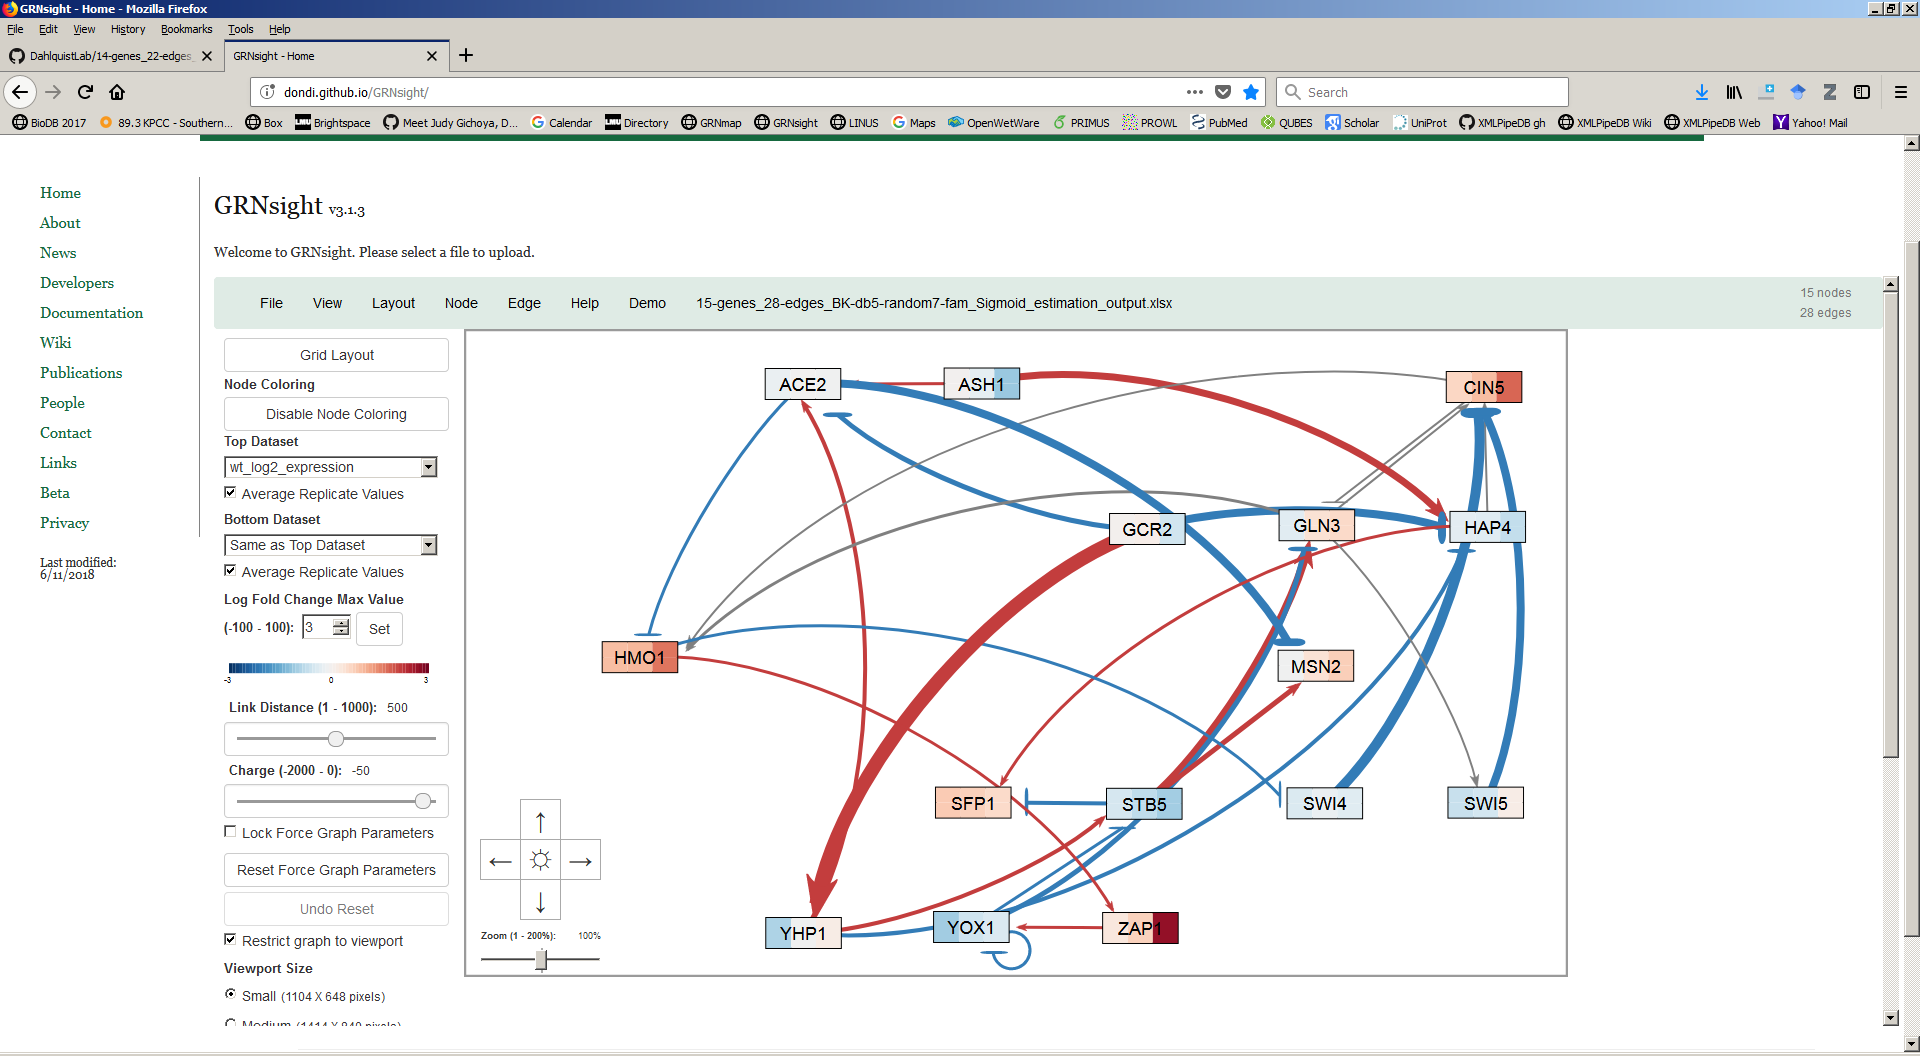 GRNsight - Home - Mozilla Firefox
File Edit View History Bookmarks Tools Help
DahlquistLab/14-genes_22-edges_ GRNsight - Home
dondi.github.io/GRNsight/ Search
BioDB 2017 89.3 KPCC - Southern... Box Brightspace Meet Judy Gichoya, D... Calendar Directory GRNmap GRNsight LINUS Maps OpenWetWare PRIMUS PROWL PubMed QUBES Scholar UniProt XMLPipeDB gh XMLPipeDB Wiki XMLPipeDB Web Yahoo! Mail
Home
About
News
Developers
Documentation
Wiki
Publications
People
Contact
Links
Beta
Privacy
Last modified:
6/11/2018
GRNsight v3.1.3
Welcome to GRNsight. Please select a file to upload.
File View Layout Node Edge Help Demo 15-genes_28-edges_BK-db5-random7-fam_Sigmoid_estimation_output.xlsx
15 nodes
28 edges
Grid Layout
Node Coloring
Disable Node Coloring
Top Dataset
wt_log2_expression
Average Replicate Values
Bottom Dataset
Same as Top Dataset
Average Replicate Values
Log Fold Change Max Value
(-100 - 100): 3 Set
-3 0 3
Link Distance (1 - 1000): 500
Charge (-2000 - 0): -50
Lock Force Graph Parameters
Reset Force Graph Parameters
Undo Reset
Restrict graph to viewport
Viewport Size
Small (1104 X 648 pixels)
Medium (1414 X 840 pixels)
ACE2 ASH1 CIN5
GCR2 GLN3 HAP4
HMO1 MSN2
SFP1 STB5 SWI4 SWI5
YHP1 YOX1 ZAP1
Zoom (1 - 200%): 100%